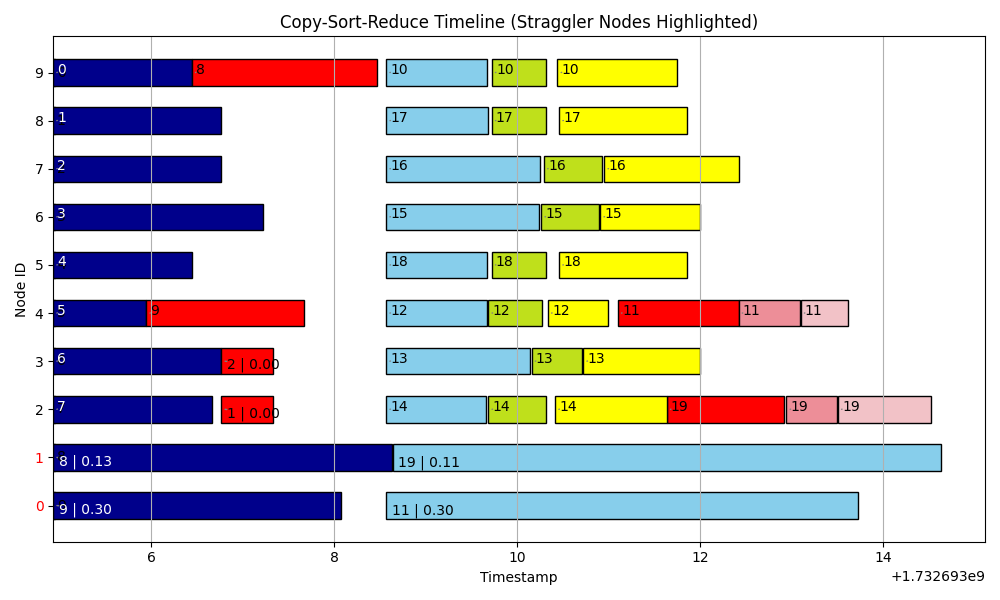 Copy-Sort-Reduce Timeline (Straggler Nodes Highlighted)
9 0 8 10 10 10
8 1 17 17 17
7 2 16 16 16
6 3 15 15 15
5 4 18 18 18
4 5 9 12 12 12 11 11 11
3 6 2 | 0.00 13 13 13
2 7 1 | 0.00 14 14 14 19 19 19
1 8 | 0.13 19 | 0.11
0 9 | 0.30 11 | 0.30
Node ID
6 8 10 12 14
Timestamp
+1.732693e9